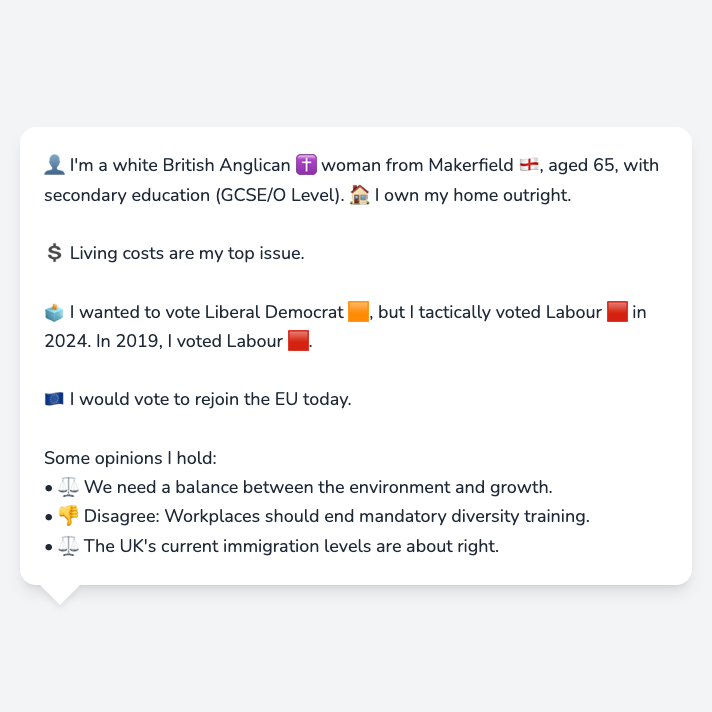 👤 I'm a white British Anglican ✝️ woman from Makerfield 🏴󠁧󠁢󠁥󠁮󠁧󠁿, aged 65, with
secondary education (GCSE/O Level). 🏠 I own my home outright.
💲 Living costs are my top issue.
🗳️ I wanted to vote Liberal Democrat 🟧, but I tactically voted Labour 🟥 in
2024. In 2019, I voted Labour 🟥.
🇪🇺 I would vote to rejoin the EU today.
Some opinions I hold:
• ⚖️ We need a balance between the environment and growth.
• 👎 Disagree: Workplaces should end mandatory diversity training.
• ⚖️ The UK's current immigration levels are about right.